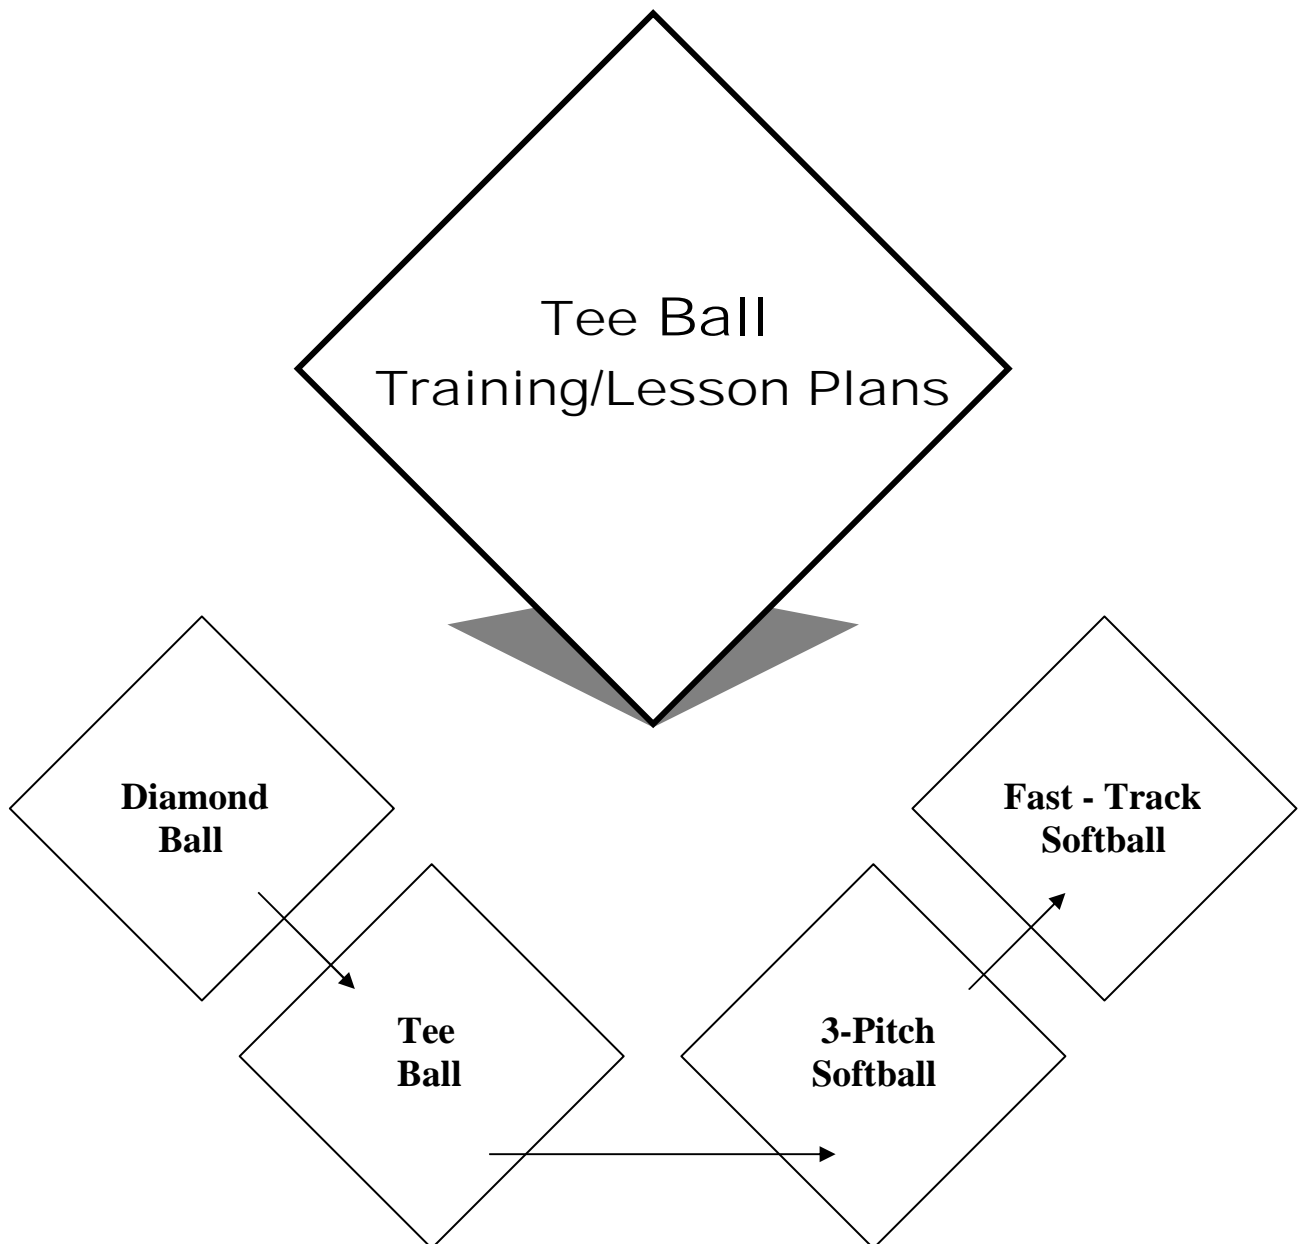 Tee Ball
Training/Lesson Plans
Diamond
Ball
Fast - Track
Softball
Tee
Ball
3-Pitch
Softball